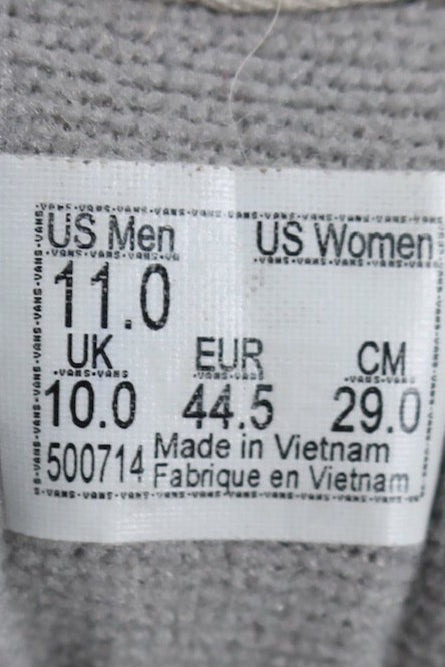 US Men US Women
11.0
UK EUR CM
10.0 44.5 29.0
500714 Made in Vietnam
Fabrique en Vietnam